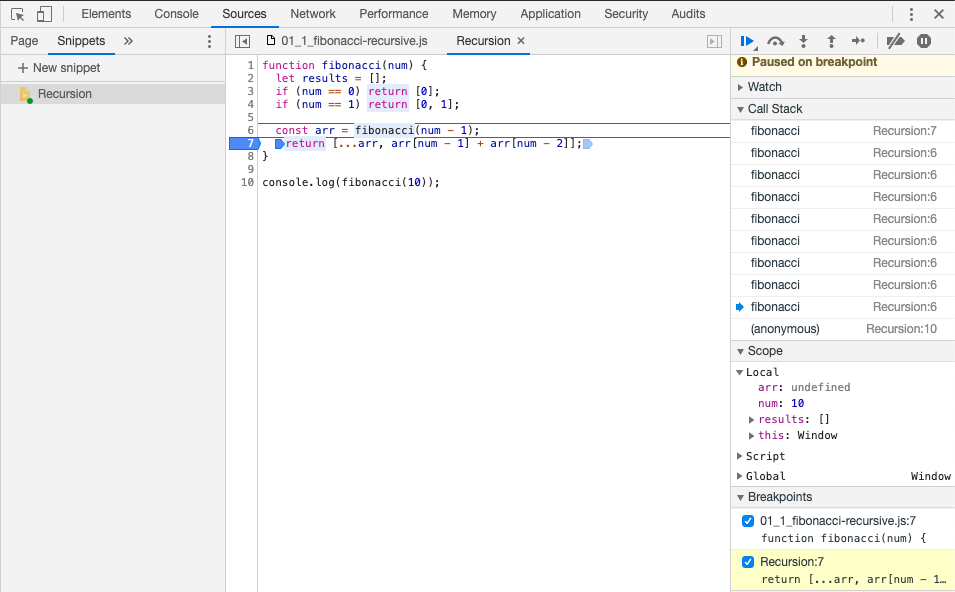 Elements Console Sources Network Performance Memory Application Security Audits
Page Snippets »
01_1_fibonacci-recursive.js Recursion ×
+ New snippet
Recursion
1 function fibonacci(num) {
2 let results = [];
3 if (num == 0) return [0];
4 if (num == 1) return [0, 1];
5
6 const arr = fibonacci(num - 1);
7 return [...arr, arr[num - 1] + arr[num - 2]];
8 }
9
10 console.log(fibonacci(10));
Paused on breakpoint
Watch
Call Stack
fibonacci Recursion:7
fibonacci Recursion:6
fibonacci Recursion:6
fibonacci Recursion:6
fibonacci Recursion:6
fibonacci Recursion:6
fibonacci Recursion:6
fibonacci Recursion:6
fibonacci Recursion:6
(anonymous) Recursion:10
Scope
Local
arr: undefined
num: 10
results: []
this: Window
Script
Global Window
Breakpoints
01_1_fibonacci-recursive.js:7
function fibonacci(num) {
Recursion:7
return [...arr, arr[num - 1…